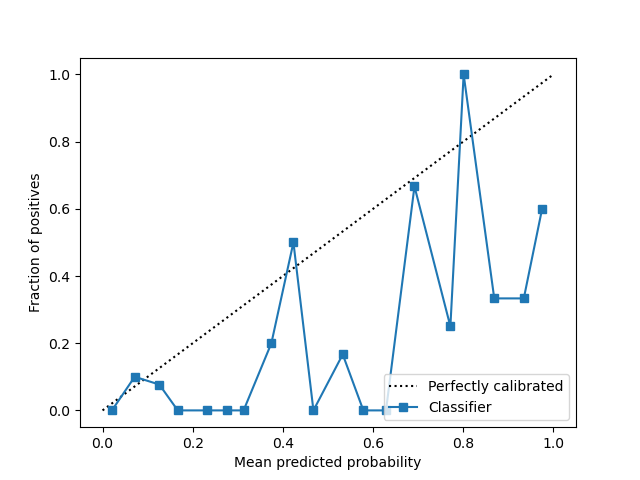 1.0
0.8
0.6
0.4
0.2
0.0
Fraction of positives
Perfectly calibrated
Classifier
0.0 0.2 0.4 0.6 0.8 1.0
Mean predicted probability